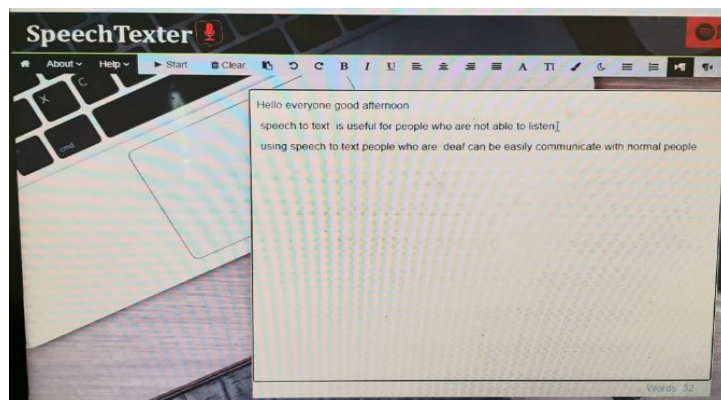 SpeechTexter
About Help Start Clear B I U A TI
Hello everyone good afternoon
speech to text is useful for people who are not able to listen
using speech to text people who are deaf can be easily communicate with normal people
Words: 32
X C
cmd